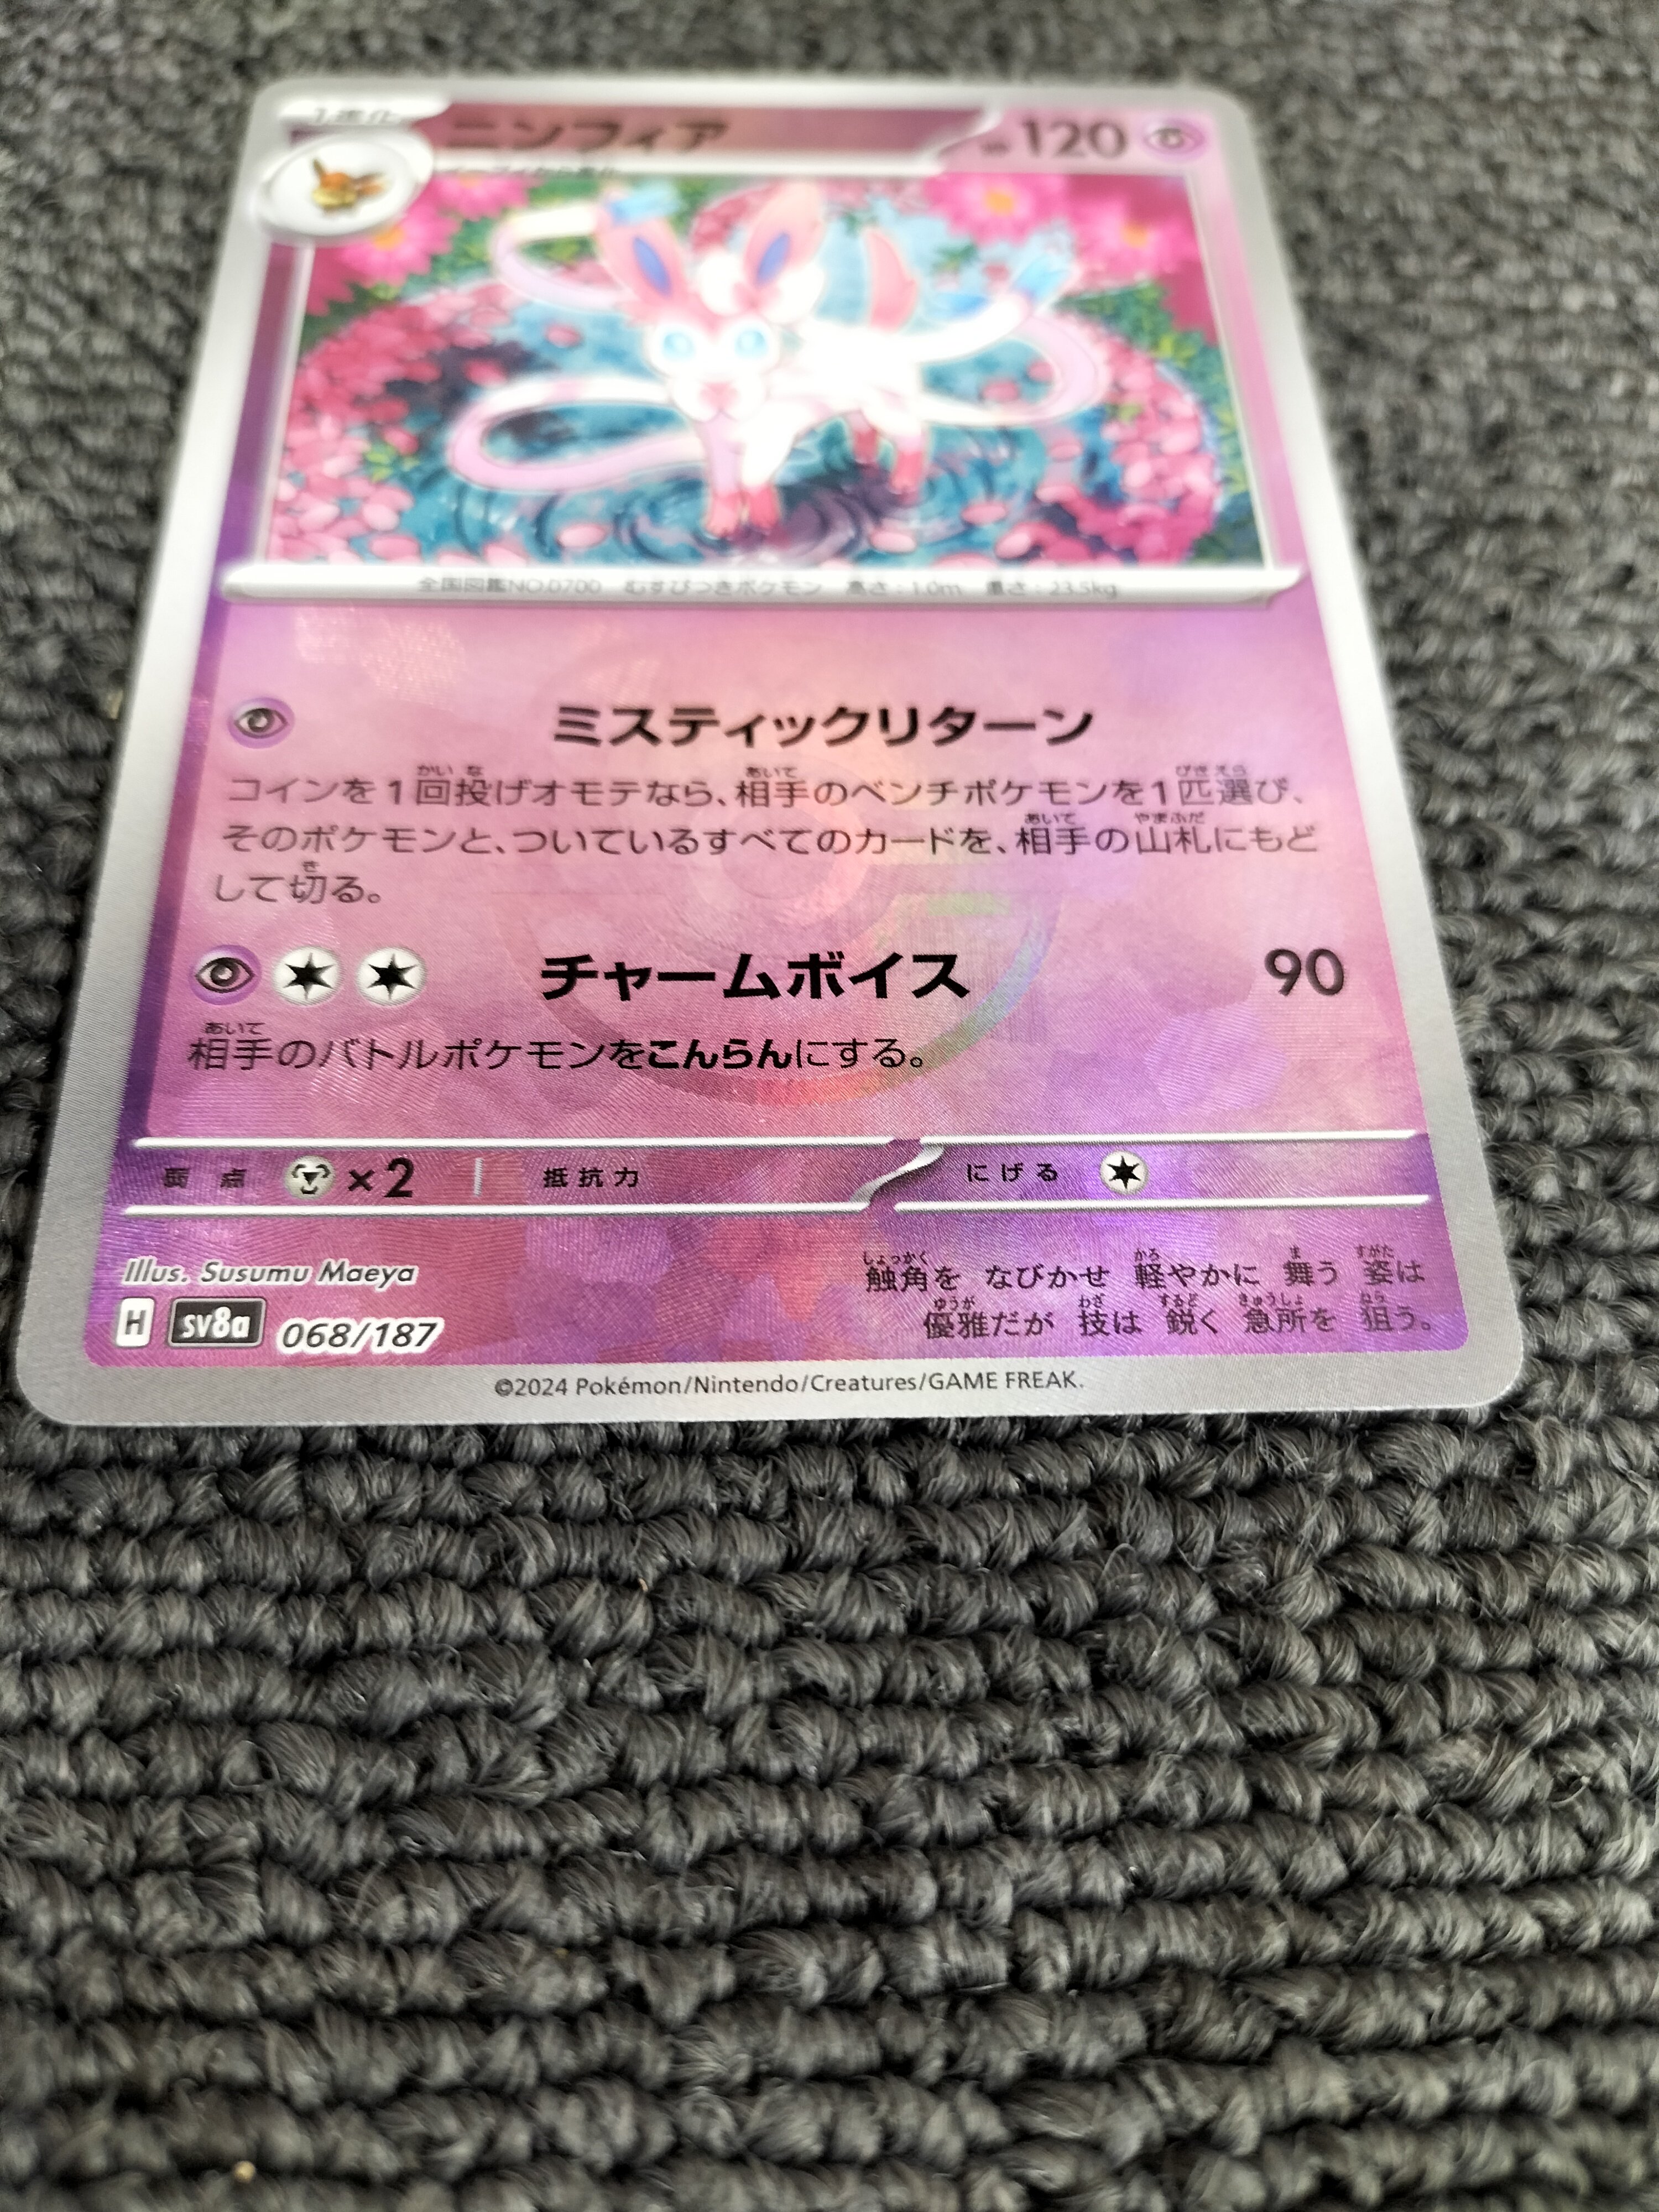 1進化
ニンフィア
HP 120
全国図鑑NO.0700 むすびつきポケモン 高さ：1.0m 重さ：23.5kg
ミスティックリターン
コインを1回投げオモテなら、相手のベンチポケモンを1匹選び、
そのポケモンと、ついているすべてのカードを、相手の山札にもど
して切る。
チャームボイス 90
相手のバトルポケモンをこんらんにする。
弱点 ×2 抵抗力 にげる
Illus. Susumu Maeya
触角を なびかせ 軽やかに 舞う 姿は
優雅だが 技は 鋭く 急所を 狙う。
H sv8a 068/187
©2024 Pokémon/Nintendo/Creatures/GAME FREAK.